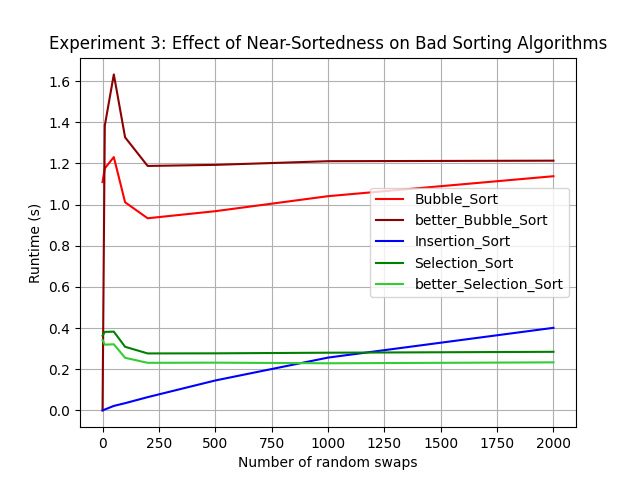 Experiment 3: Effect of Near-Sortedness on Bad Sorting Algorithms
Runtime (s)
1.6
1.4
1.2
1.0
0.8
0.6
0.4
0.2
0.0
Bubble_Sort
better_Bubble_Sort
Insertion_Sort
Selection_Sort
better_Selection_Sort
0 250 500 750 1000 1250 1500 1750 2000
Number of random swaps